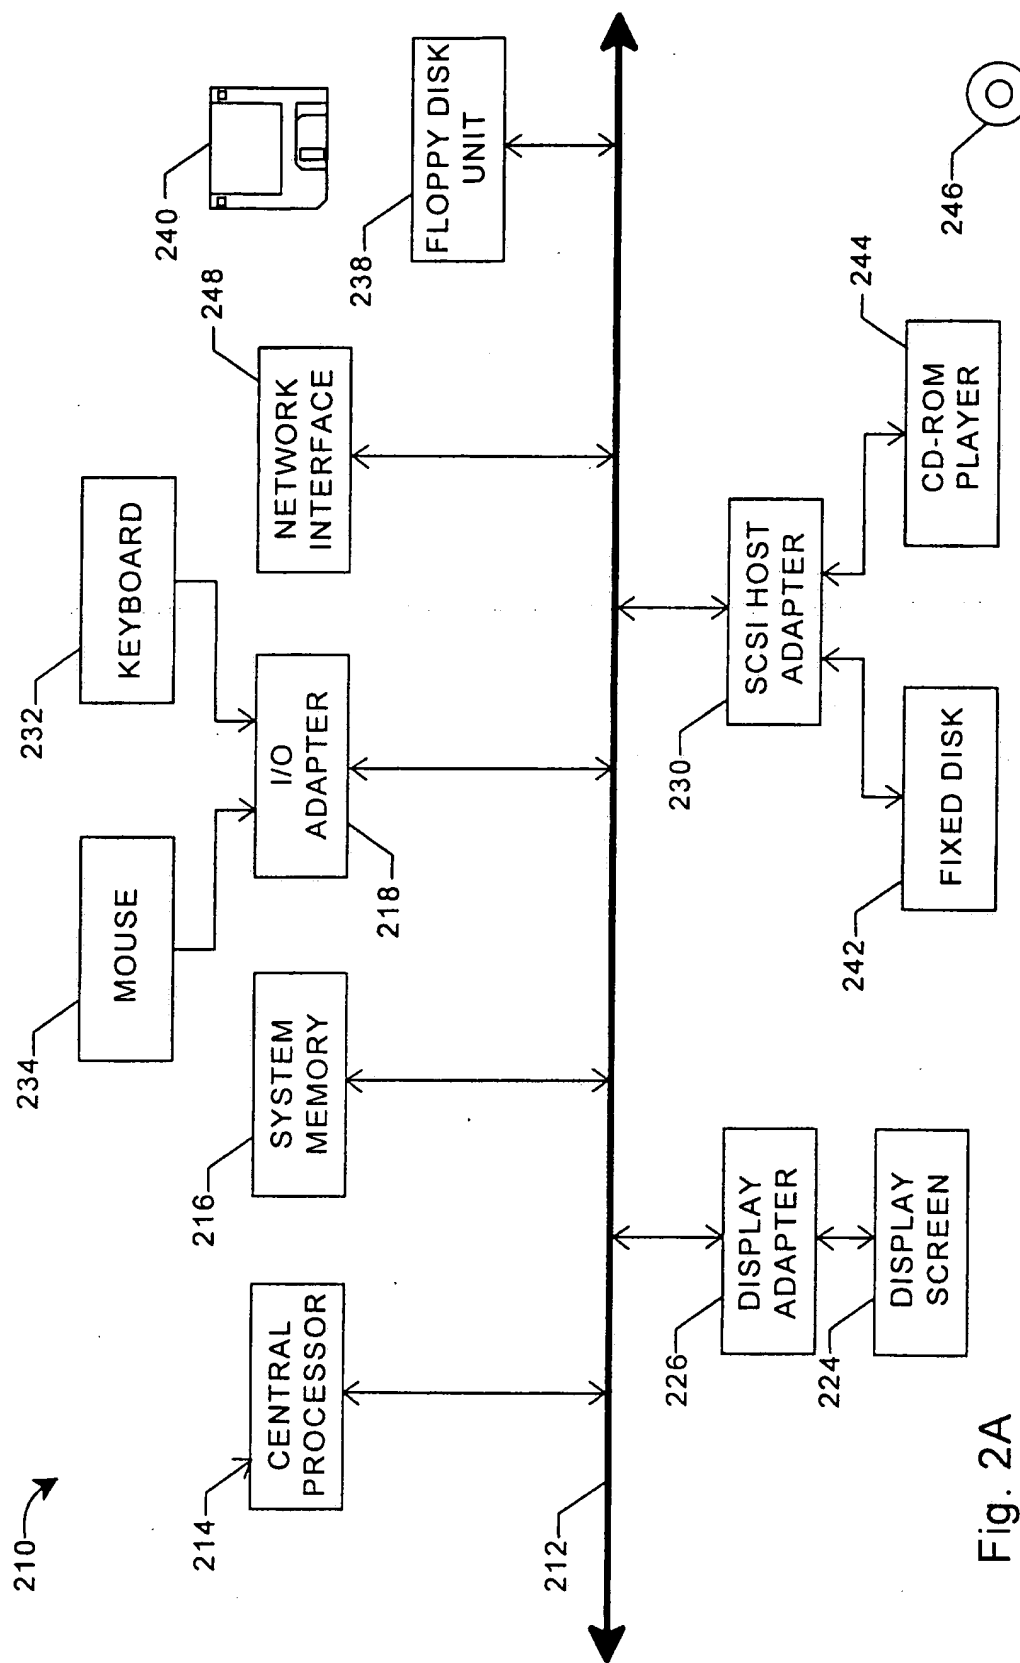 210
234
MOUSE
232
KEYBOARD
240
214
CENTRAL
PROCESSOR
216
SYSTEM
MEMORY
I/O
ADAPTER
218
248
NETWORK
INTERFACE
238
FLOPPY DISK
UNIT
212
226
DISPLAY
ADAPTER
230
SCSI HOST
ADAPTER
224
DISPLAY
SCREEN
242
FIXED DISK
244
CD-ROM
PLAYER
246
Fig. 2A